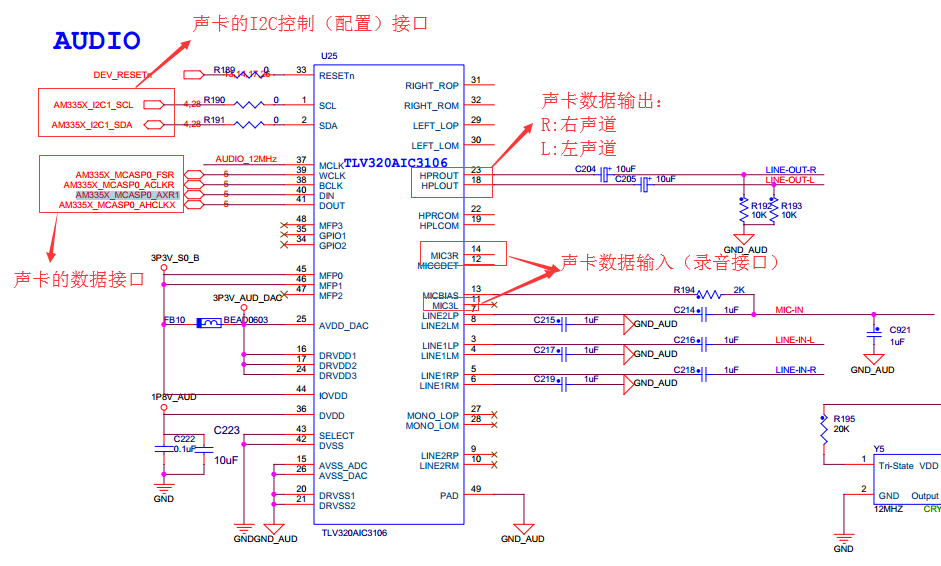 声卡的I2C控制（配置）接口
AUDIO
U25
DEV_RESETn
R189
0
33
RESETn
AM335X_I2C1_SCL
4,28
R190
0
1
SCL
AM335X_I2C1_SDA
4,28
R191
0
2
SDA
AUDIO_12MHz
37
MCLK
TLV320AIC3106
AM335X_MCASP0_FSR
5
39
WCLK
AM335X_MCASP0_ACLKR
5
38
BCLK
AM335X_MCASP0_AXR1
5
40
DIN
AM335X_MCASP0_AHCLKX
5
41
DOUT
声卡的数据接口
48
MFP3
35
GPIO1
34
GPIO2
3P3V_S0_B
45
MFP0
46
MFP1
47
MFP2
3P3V_AUD_DAC
FB10
BEAD0603
25
AVDD_DAC
16
DRVDD1
17
DRVDD2
24
DRVDD3
44
IOVDD
1P8V_AUD
36
DVDD
C222
0.1uF
C223
10uF
GND
43
SELECT
42
DVSS
15
AVSS_ADC
26
AVSS_DAC
20
DRVSS1
21
DRVSS2
GND
GND_AUD
TLV320AIC3106
RIGHT_ROP
31
RIGHT_ROM
32
LEFT_LOP
29
LEFT_LOM
30
声卡数据输出：
R:右声道
L:左声道
HPROUT
23
C204
10uF
LINE-OUT-R
HPLOUT
18
C205
10uF
LINE-OUT-L
R192
10K
R193
10K
GND_AUD
HPRCOM
22
HPLCOM
19
MIC3R
14
MICCDET
12
声卡数据输入（录音接口）
MICBIAS
13
R194
2K
MIC3L
11
LINE2LP
7
C214
1uF
MIC-IN
LINE2LM
8
C215
1uF
GND_AUD
C921
1uF
GND_AUD
LINE1LP
3
C216
1uF
LINE-IN-L
LINE1LM
4
C217
1uF
GND_AUD
LINE1RP
5
C218
1uF
LINE-IN-R
LINE1RM
6
C219
1uF
GND_AUD
MONO_LOP
27
MONO_LOM
28
LINE2RP
9
LINE2RM
10
PAD
49
GND_AUD
R195
20K
Y5
1
Tri-State
VDD
2
GND
Output
12MHZ
CRY
GND